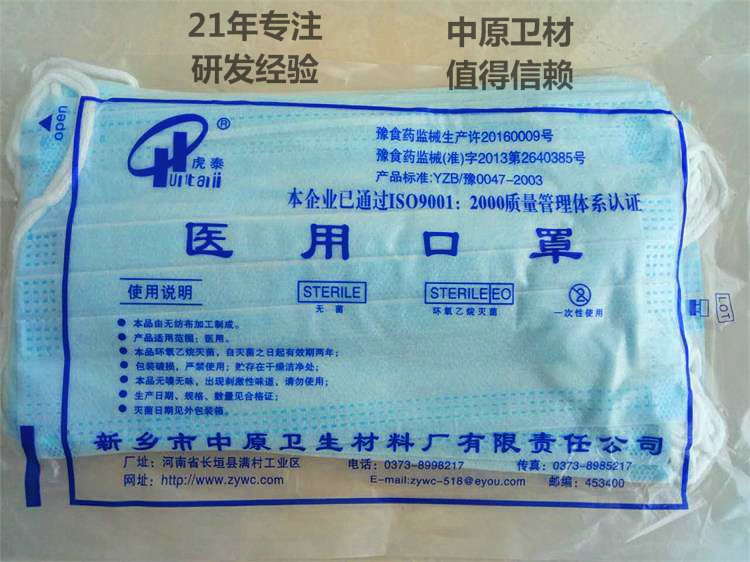 21年专注
研发经验
中原卫材
值得信赖
open
虎泰
Huntaii
®
豫食药监械生产许20160009号
豫食药监械(准)字2013第2640385号
产品标准:YZB/豫0047-2003
本企业已通过ISO9001：2000质量管理体系认证
医用口罩
使用说明
STERILE
无菌
STERILE EO
环氧乙烷灭菌
2
一次性使用
LOT
本品由无纺布加工制成。
产品适用范围：医用。
本品环氧乙烷灭菌，自灭菌之日起有效期两年；
包装破损，严禁使用；贮存在干燥洁净处；
本品无嗅无味，出现刺激性味道，请勿使用；
生产日期、规格、数量见合格证；
灭菌日期见外包装箱。
新乡市中原卫生材料厂有限责任公司
厂址：河南省长垣县满村工业区 电话：0373-8998217 传真：0373-8985217
网址：http://www.zywc.com E-mail:zywc-518@eyou.com 邮编：453400